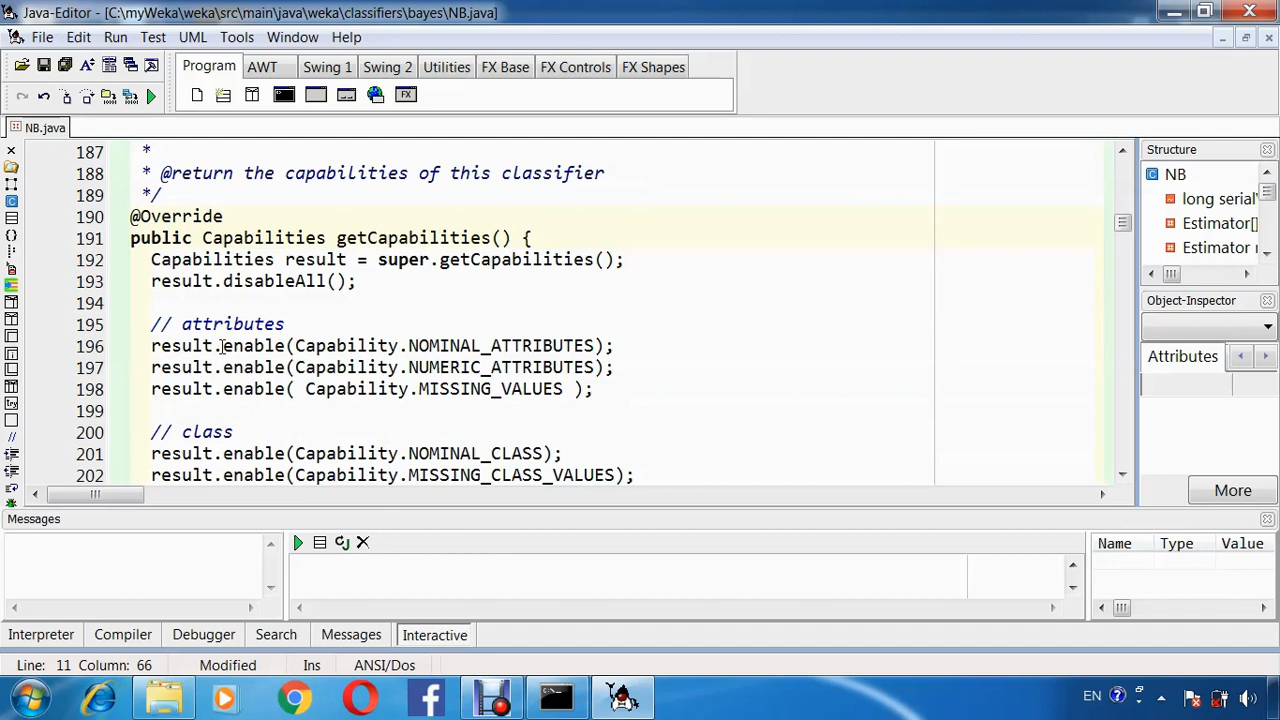 Java-Editor - [C:\myWeka\weka\src\main\java\weka\classifiers\bayes\NB.java]
File Edit Run Test UML Tools Window Help
Program AWT Swing 1 Swing 2 Utilities FX Base FX Controls FX Shapes
FX
NB.java
187 *
188 * @return the capabilities of this classifier
189 */
190 @Override
191 public Capabilities getCapabilities() {
192 Capabilities result = super.getCapabilities();
193 result.disableAll();
194
195 // attributes
196 result.enable(Capability.NOMINAL_ATTRIBUTES);
197 result.enable(Capability.NUMERIC_ATTRIBUTES);
198 result.enable( Capability.MISSING_VALUES );
199
200 // class
201 result.enable(Capability.NOMINAL_CLASS);
202 result.enable(Capability.MISSING_CLASS_VALUES);
Structure
NB
long serialV
Estimator[]
Estimator
Object-Inspector
Attributes
More
Messages
Name Type Value
Interpreter Compiler Debugger Search Messages Interactive
Line: 11 Column: 66 Modified Ins ANSI/Dos
EN